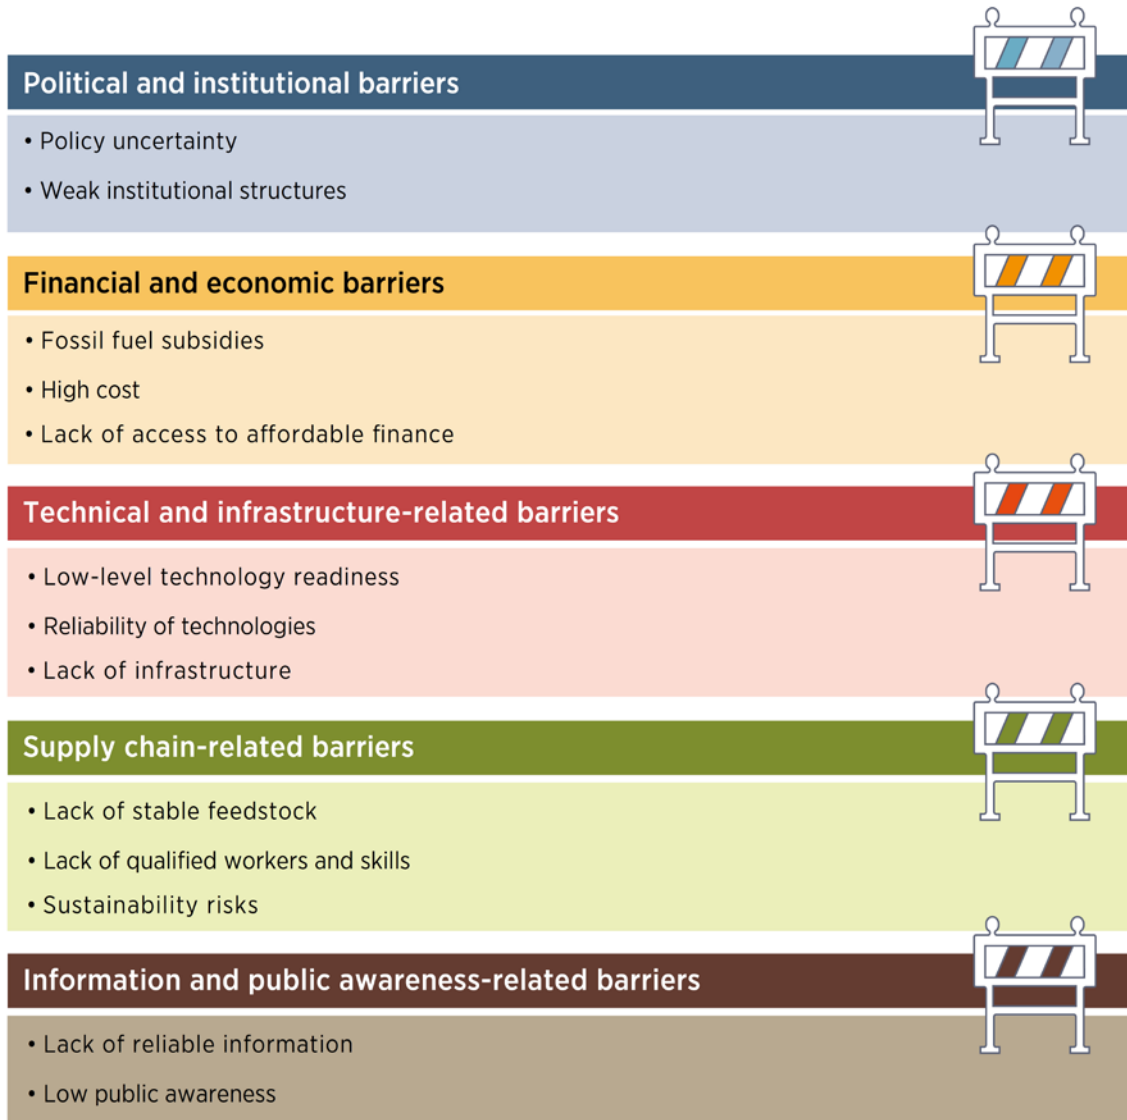 Political and institutional barriers
• Policy uncertainty
• Weak institutional structures
Financial and economic barriers
• Fossil fuel subsidies
• High cost
• Lack of access to affordable finance
Technical and infrastructure-related barriers
• Low-level technology readiness
• Reliability of technologies
• Lack of infrastructure
Supply chain-related barriers
• Lack of stable feedstock
• Lack of qualified workers and skills
• Sustainability risks
Information and public awareness-related barriers
• Lack of reliable information
• Low public awareness